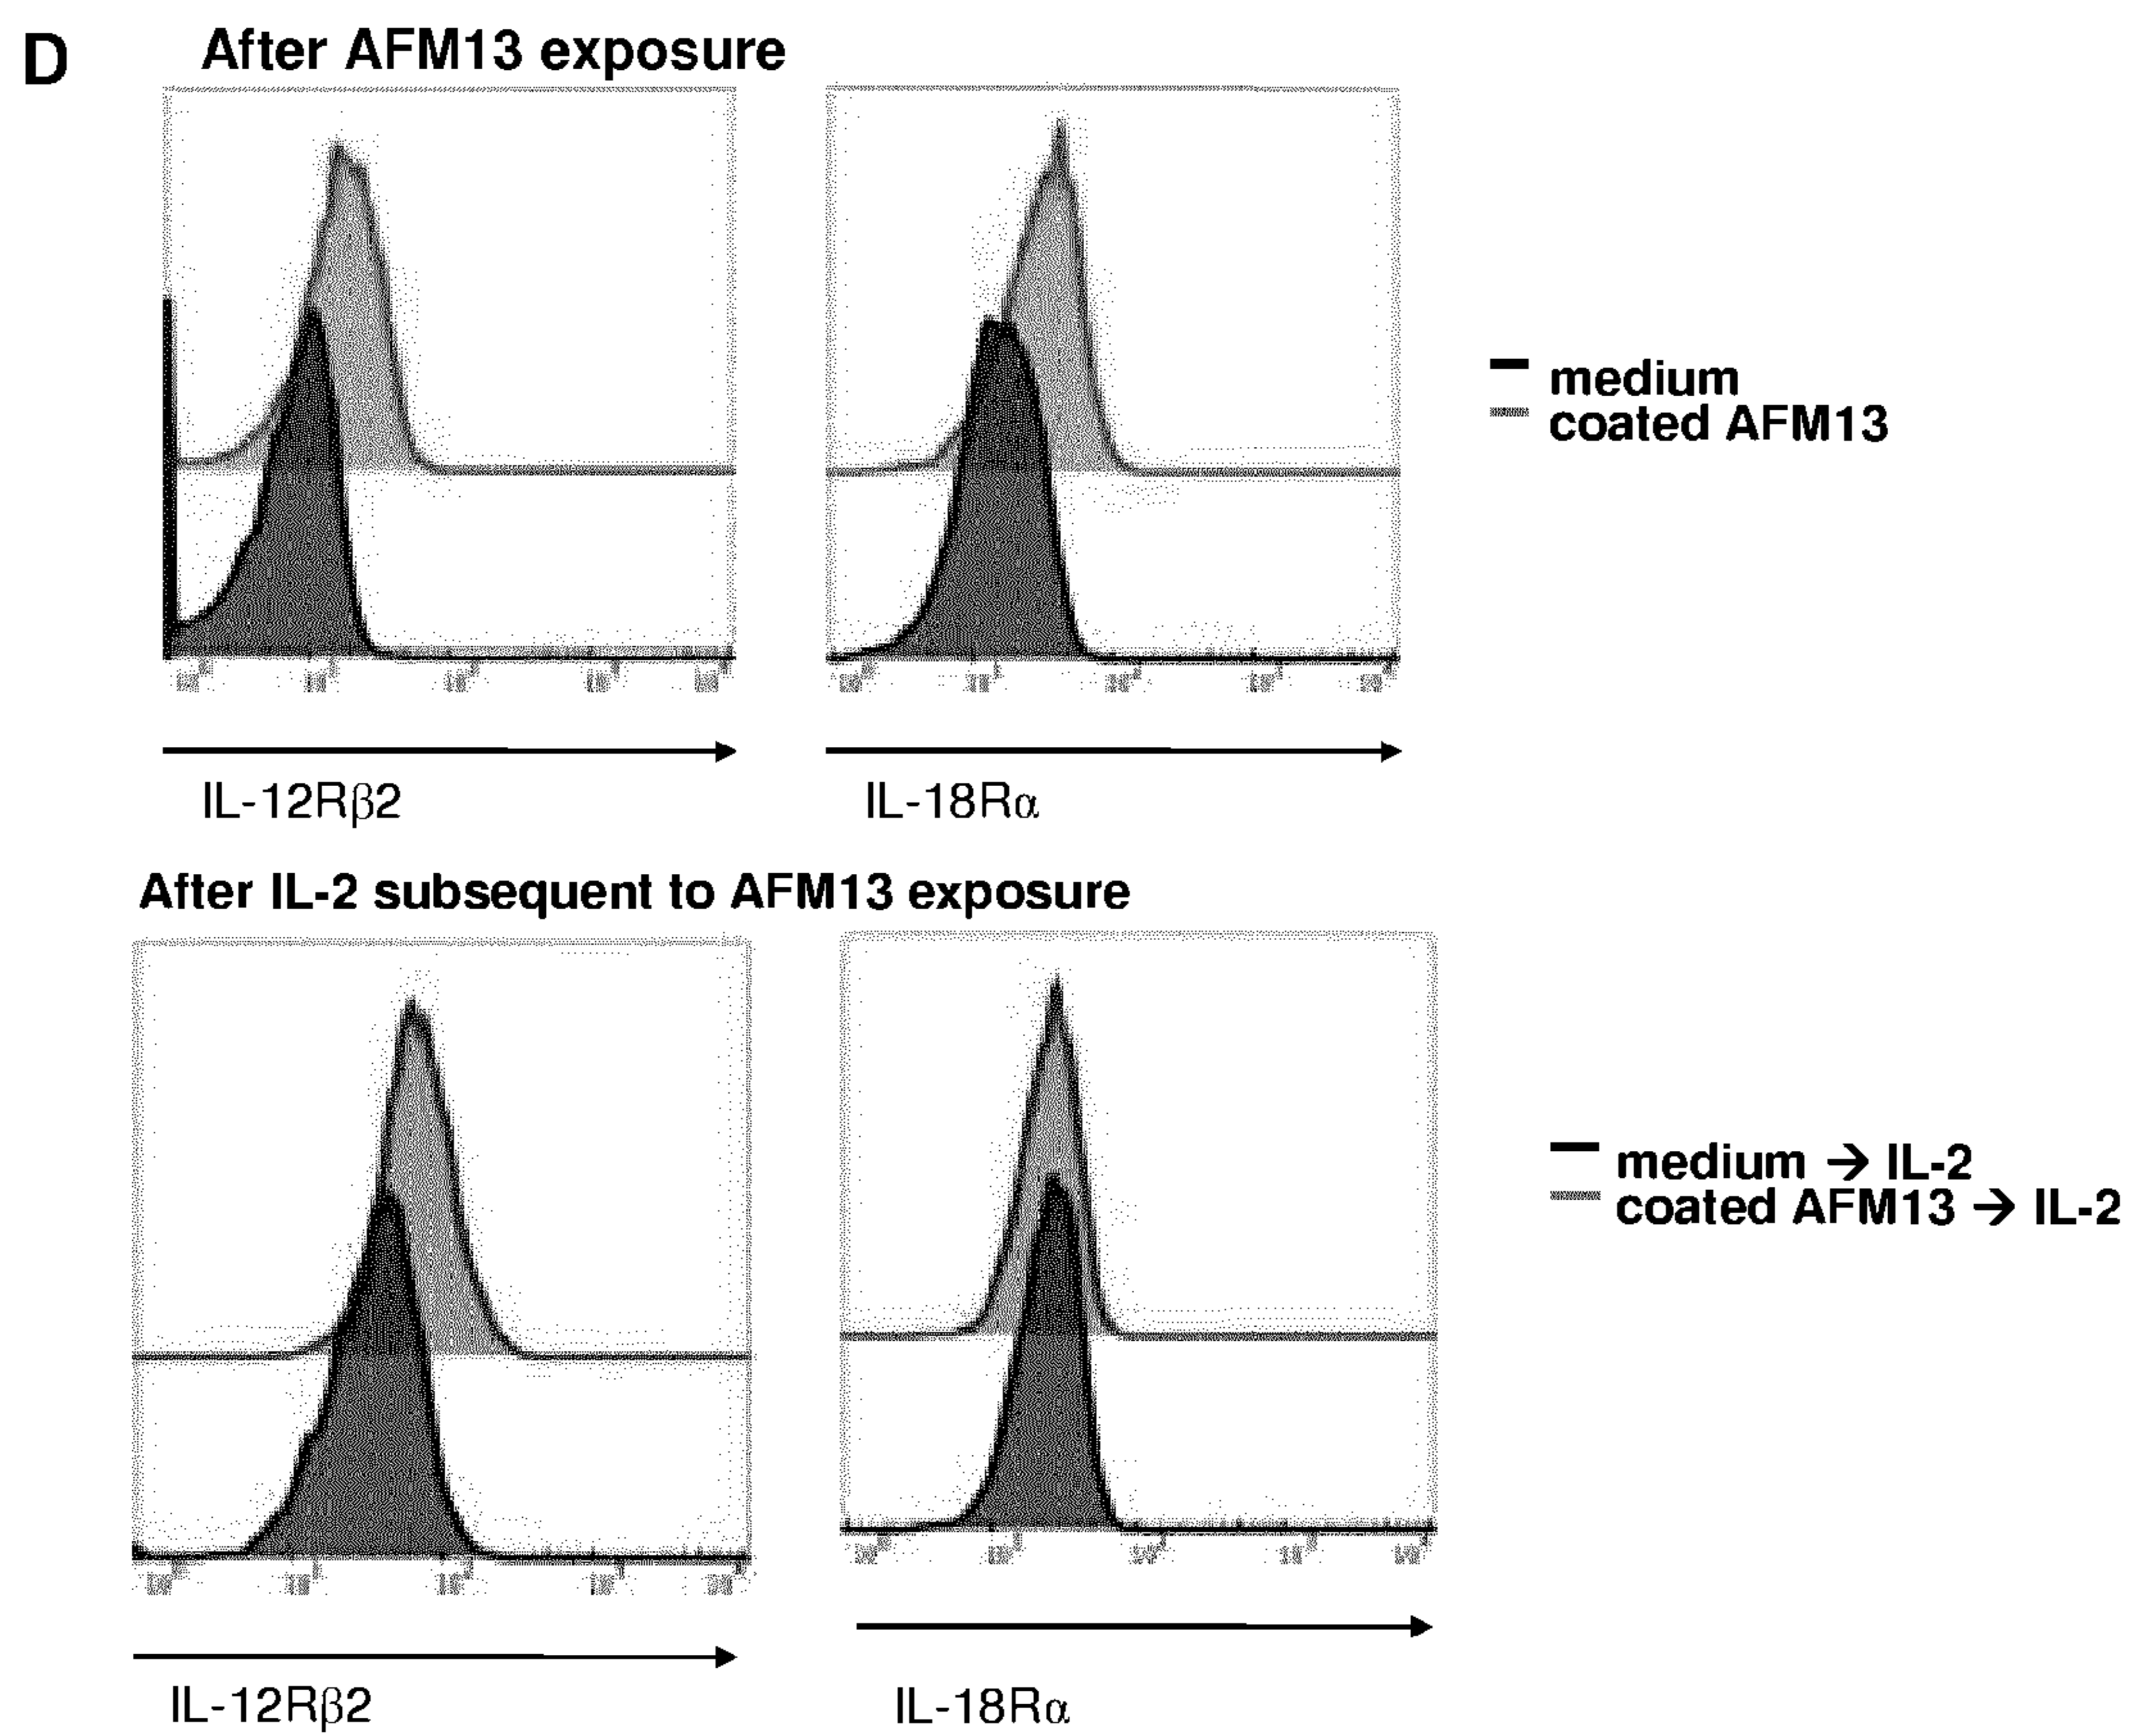 D
After AFM13 exposure
medium
coated AFM13
IL-12Rβ2
IL-18Rα
After IL-2 subsequent to AFM13 exposure
medium → IL-2
coated AFM13 → IL-2
IL-12Rβ2
IL-18Rα